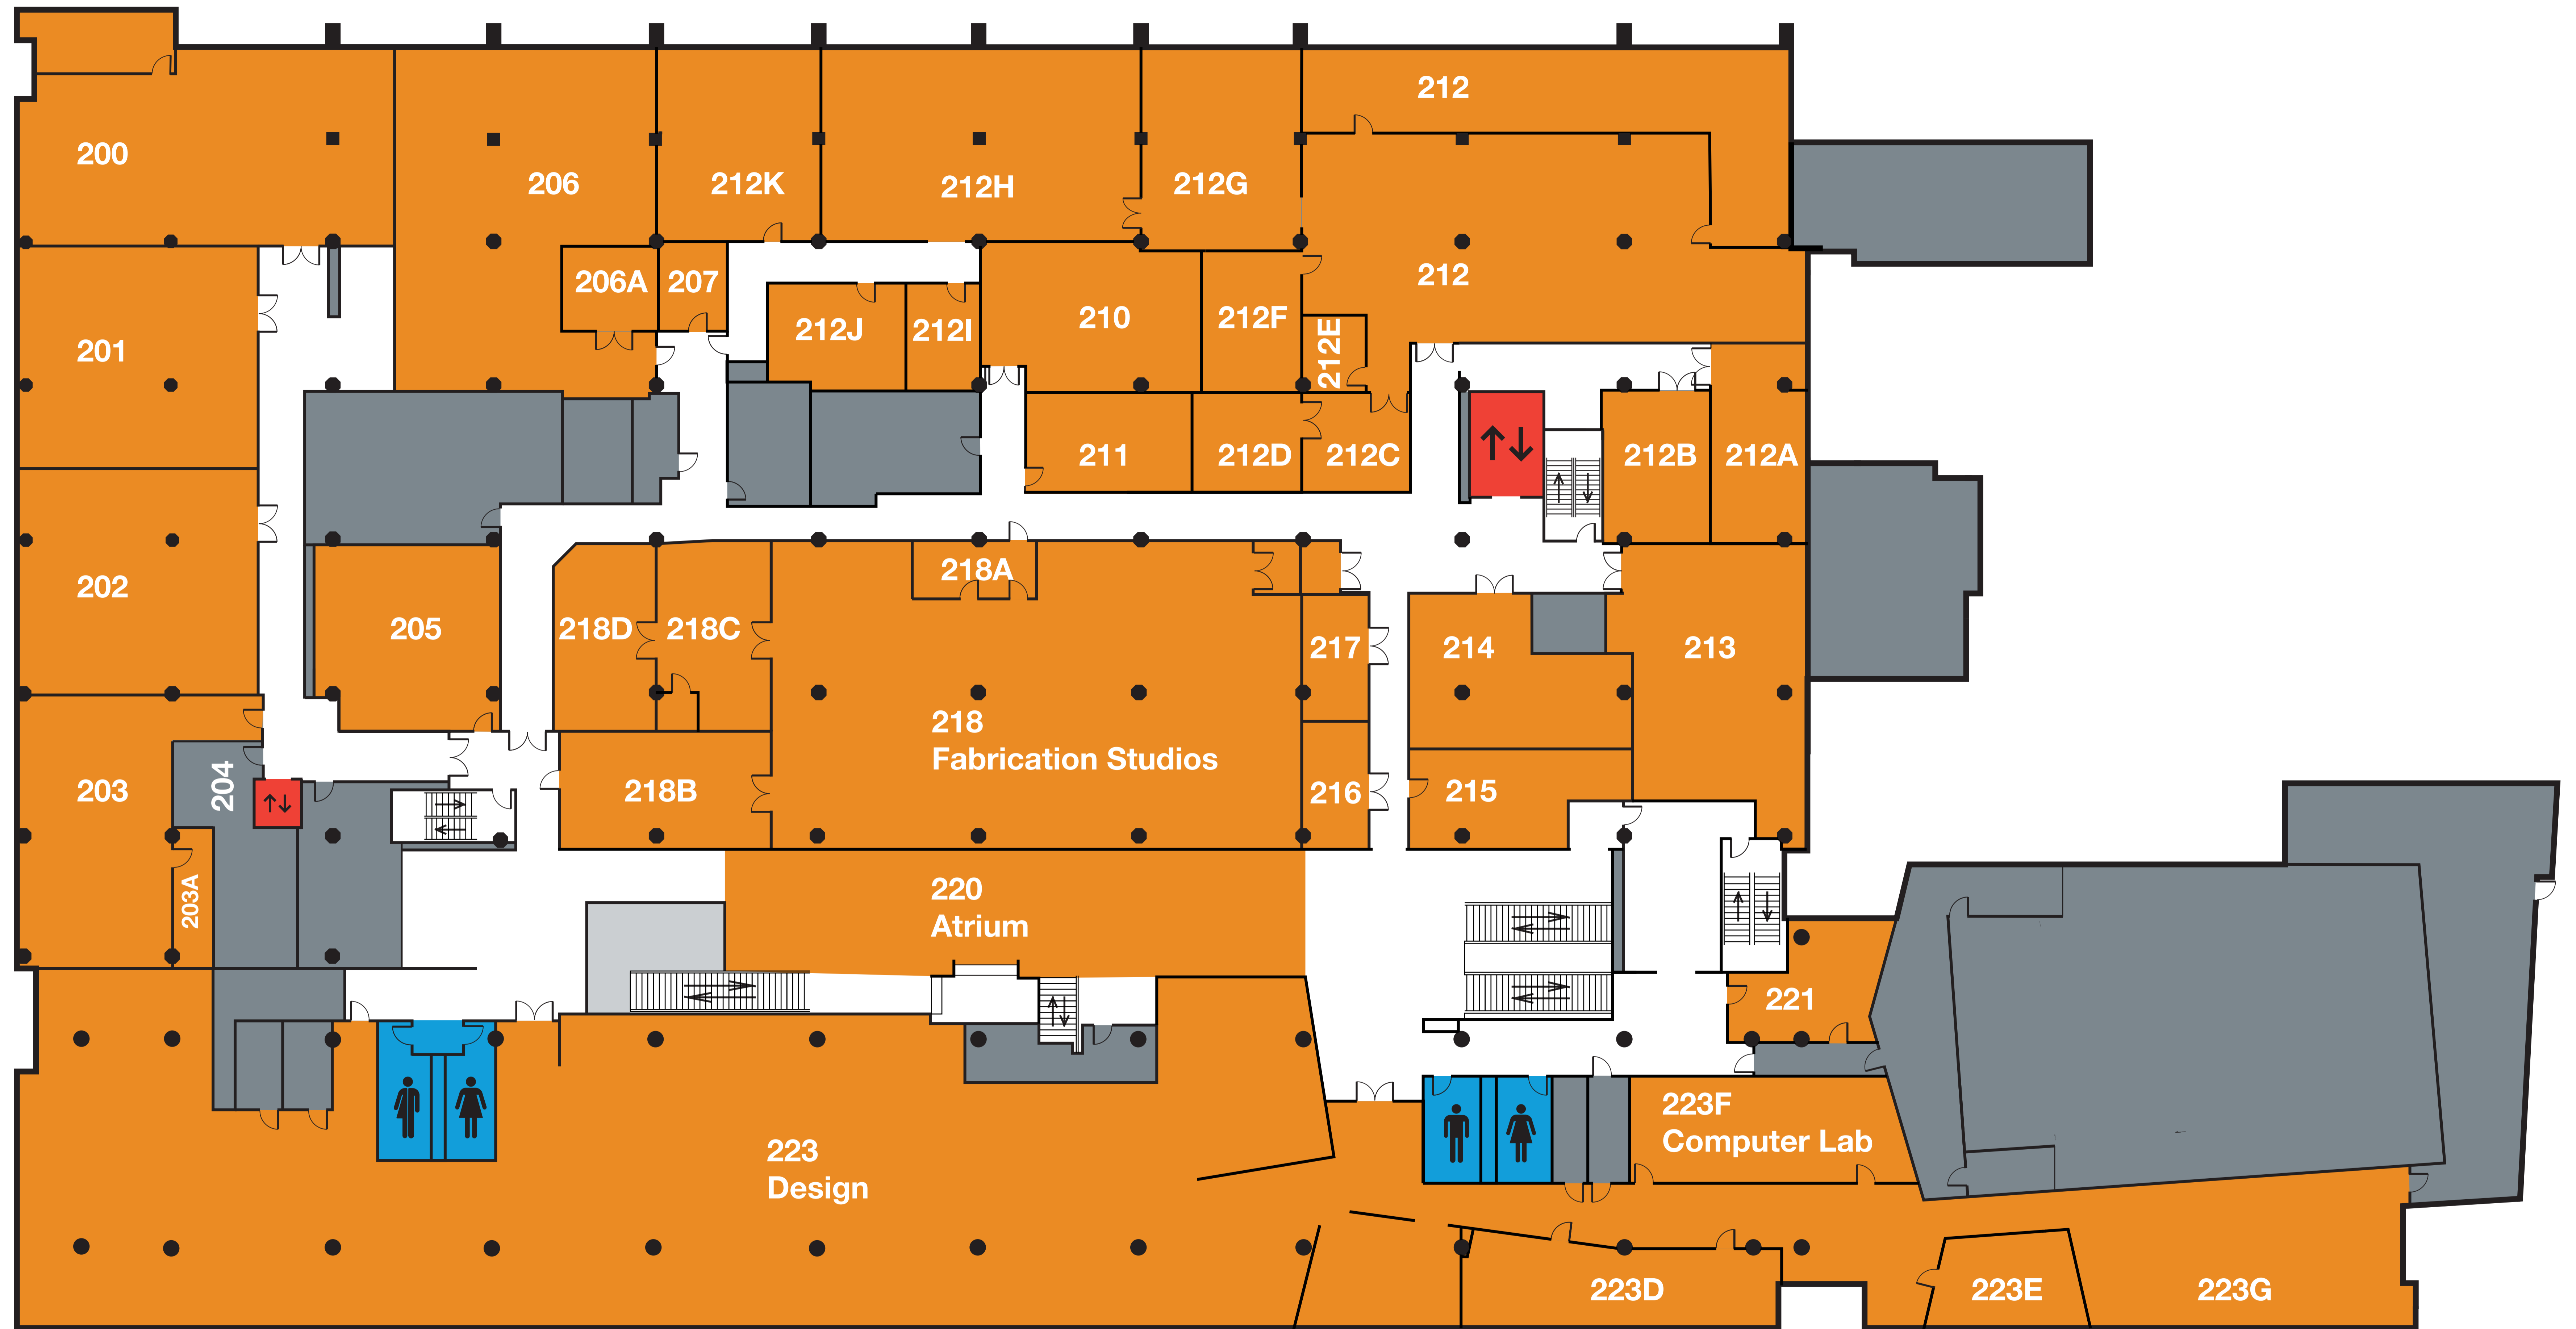 212
200
206
212K
212H
212G
206A
207
212
201
212J
212I
210
212F
212E
211
212D
212C
212B
212A
218A
202
205
218D
218C
217
214
213
218
Fabrication Studios
203
204
218B
216
215
203A
220
Atrium
221
223F
Computer Lab
223
Design
223D
223E
223G